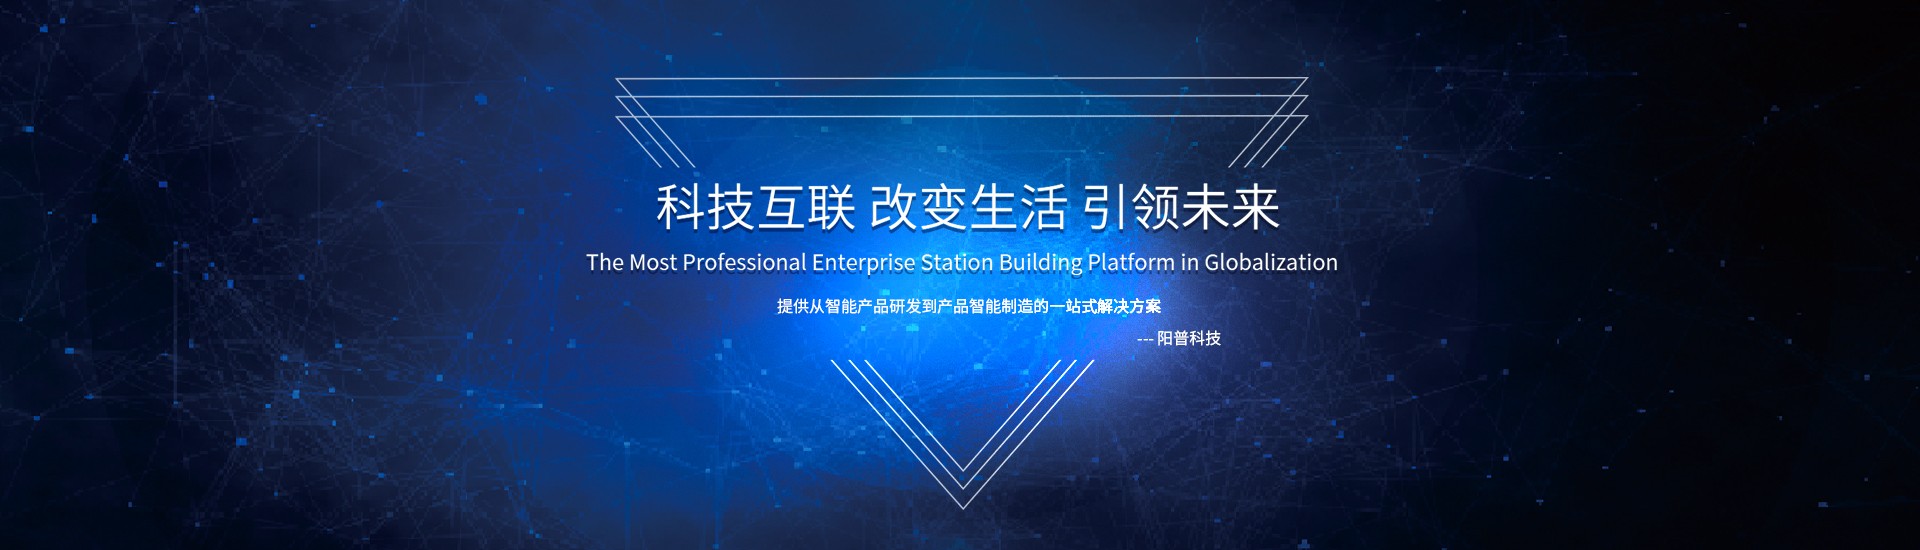 科技互联 改变生活 引领未来
The Most Professional Enterprise Station Building Platform in Globalization
提供从智能产品研发到产品智能制造的一站式解决方案
--- 阳普科技